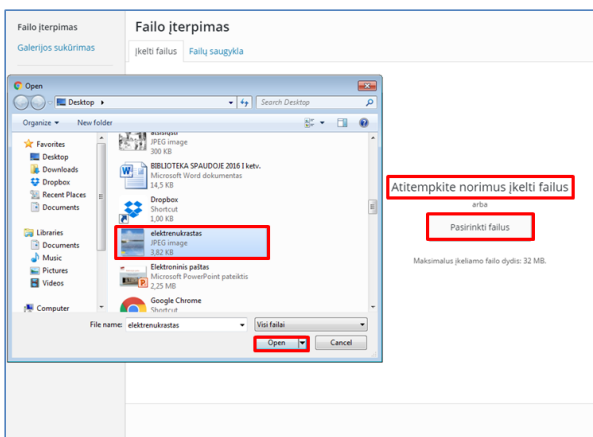 Failo įterpimas
Galerijos sukūrimas
Failo įterpimas
Įkelti failus
Failų saugykla
Open
Desktop
Search Desktop
Organize
New folder
Favorites
Desktop
Downloads
Dropbox
Recent Places
Documents
Libraries
Documents
Music
Pictures
Videos
Computer
JPEG image
300 KB
BIBLIOTEKA SPAUDOJE 2016 I ketv.
Microsoft Word dokumentas
14,5 KB
Dropbox
Shortcut
1,00 KB
elektrenukrastas
JPEG image
3,82 KB
Elektroninis paštas
Microsoft PowerPoint pateiktis
2,25 MB
Google Chrome
Shortcut
File name: elektrenukrastas
Visi failai
Open
Cancel
Atitempkite norimus įkelti failus
arba
Pasirinkti failus
Maksimalus įkeliamo failo dydis: 32 MB.